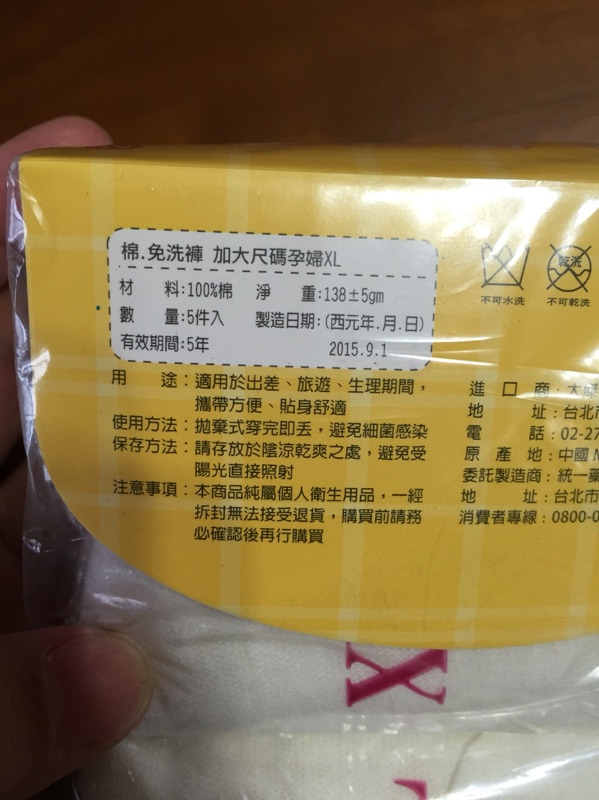 棉.免洗褲 加大尺碼孕婦XL
材 料:100%棉 淨 重:138±5gm
數 量:5件入 製造日期:(西元年.月.日)
有效期間:5年 2015.9.1
乾洗
不可水洗 不可乾洗
用 途:適用於出差、旅遊、生理期間,
攜帶方便、貼身舒適
使用方法:拋棄式穿完即丟,避免細菌感染
保存方法:請存放於陰涼乾爽之處,避免受
陽光直接照射
注意事項:本商品純屬個人衛生用品,一經
拆封無法接受退貨,購買前請務
必確認後再行購買
進 口 商:
地 址:台北市
電 話:02-27
原 產 地:中國
委託製造商:統一藥
地 址:台北市
消費者專線:0800-0
X